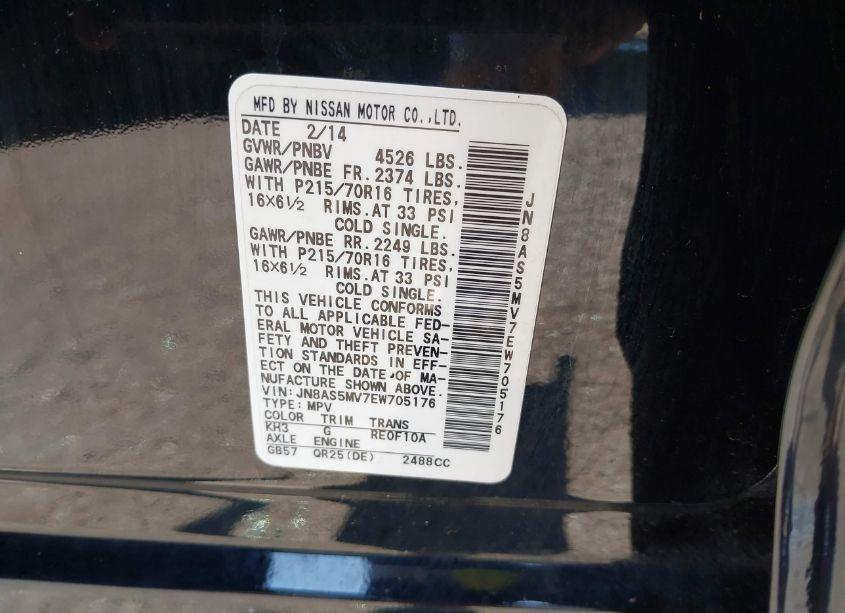 MFD BY NISSAN MOTOR CO.,LTD.
DATE 2/14
GVWR/PNBV 4526 LBS.
GAWR/PNBE FR. 2374 LBS.
WITH P215/70R16 TIRES,
16×6½ RIMS. AT 33 PSI
COLD SINGLE.
GAWR/PNBE RR. 2249 LBS.
WITH P215/70R16 TIRES,
16×6½ RIMS. AT 33 PSI
COLD SINGLE.
THIS VEHICLE CONFORMS
TO ALL APPLICABLE FED-
ERAL MOTOR VEHICLE SA-
FETY AND THEFT PREVEN-
TION STANDARDS IN EFF-
ECT ON THE DATE OF MA-
NUFACTURE SHOWN ABOVE.
VIN: JN8AS5MV7EW705176
TYPE: MPV
COLOR TRIM TRANS
KH3 G RE0F10A
AXLE ENGINE
GB57 QR25(DE) 2488CC
JN8AS5MV7EW705176